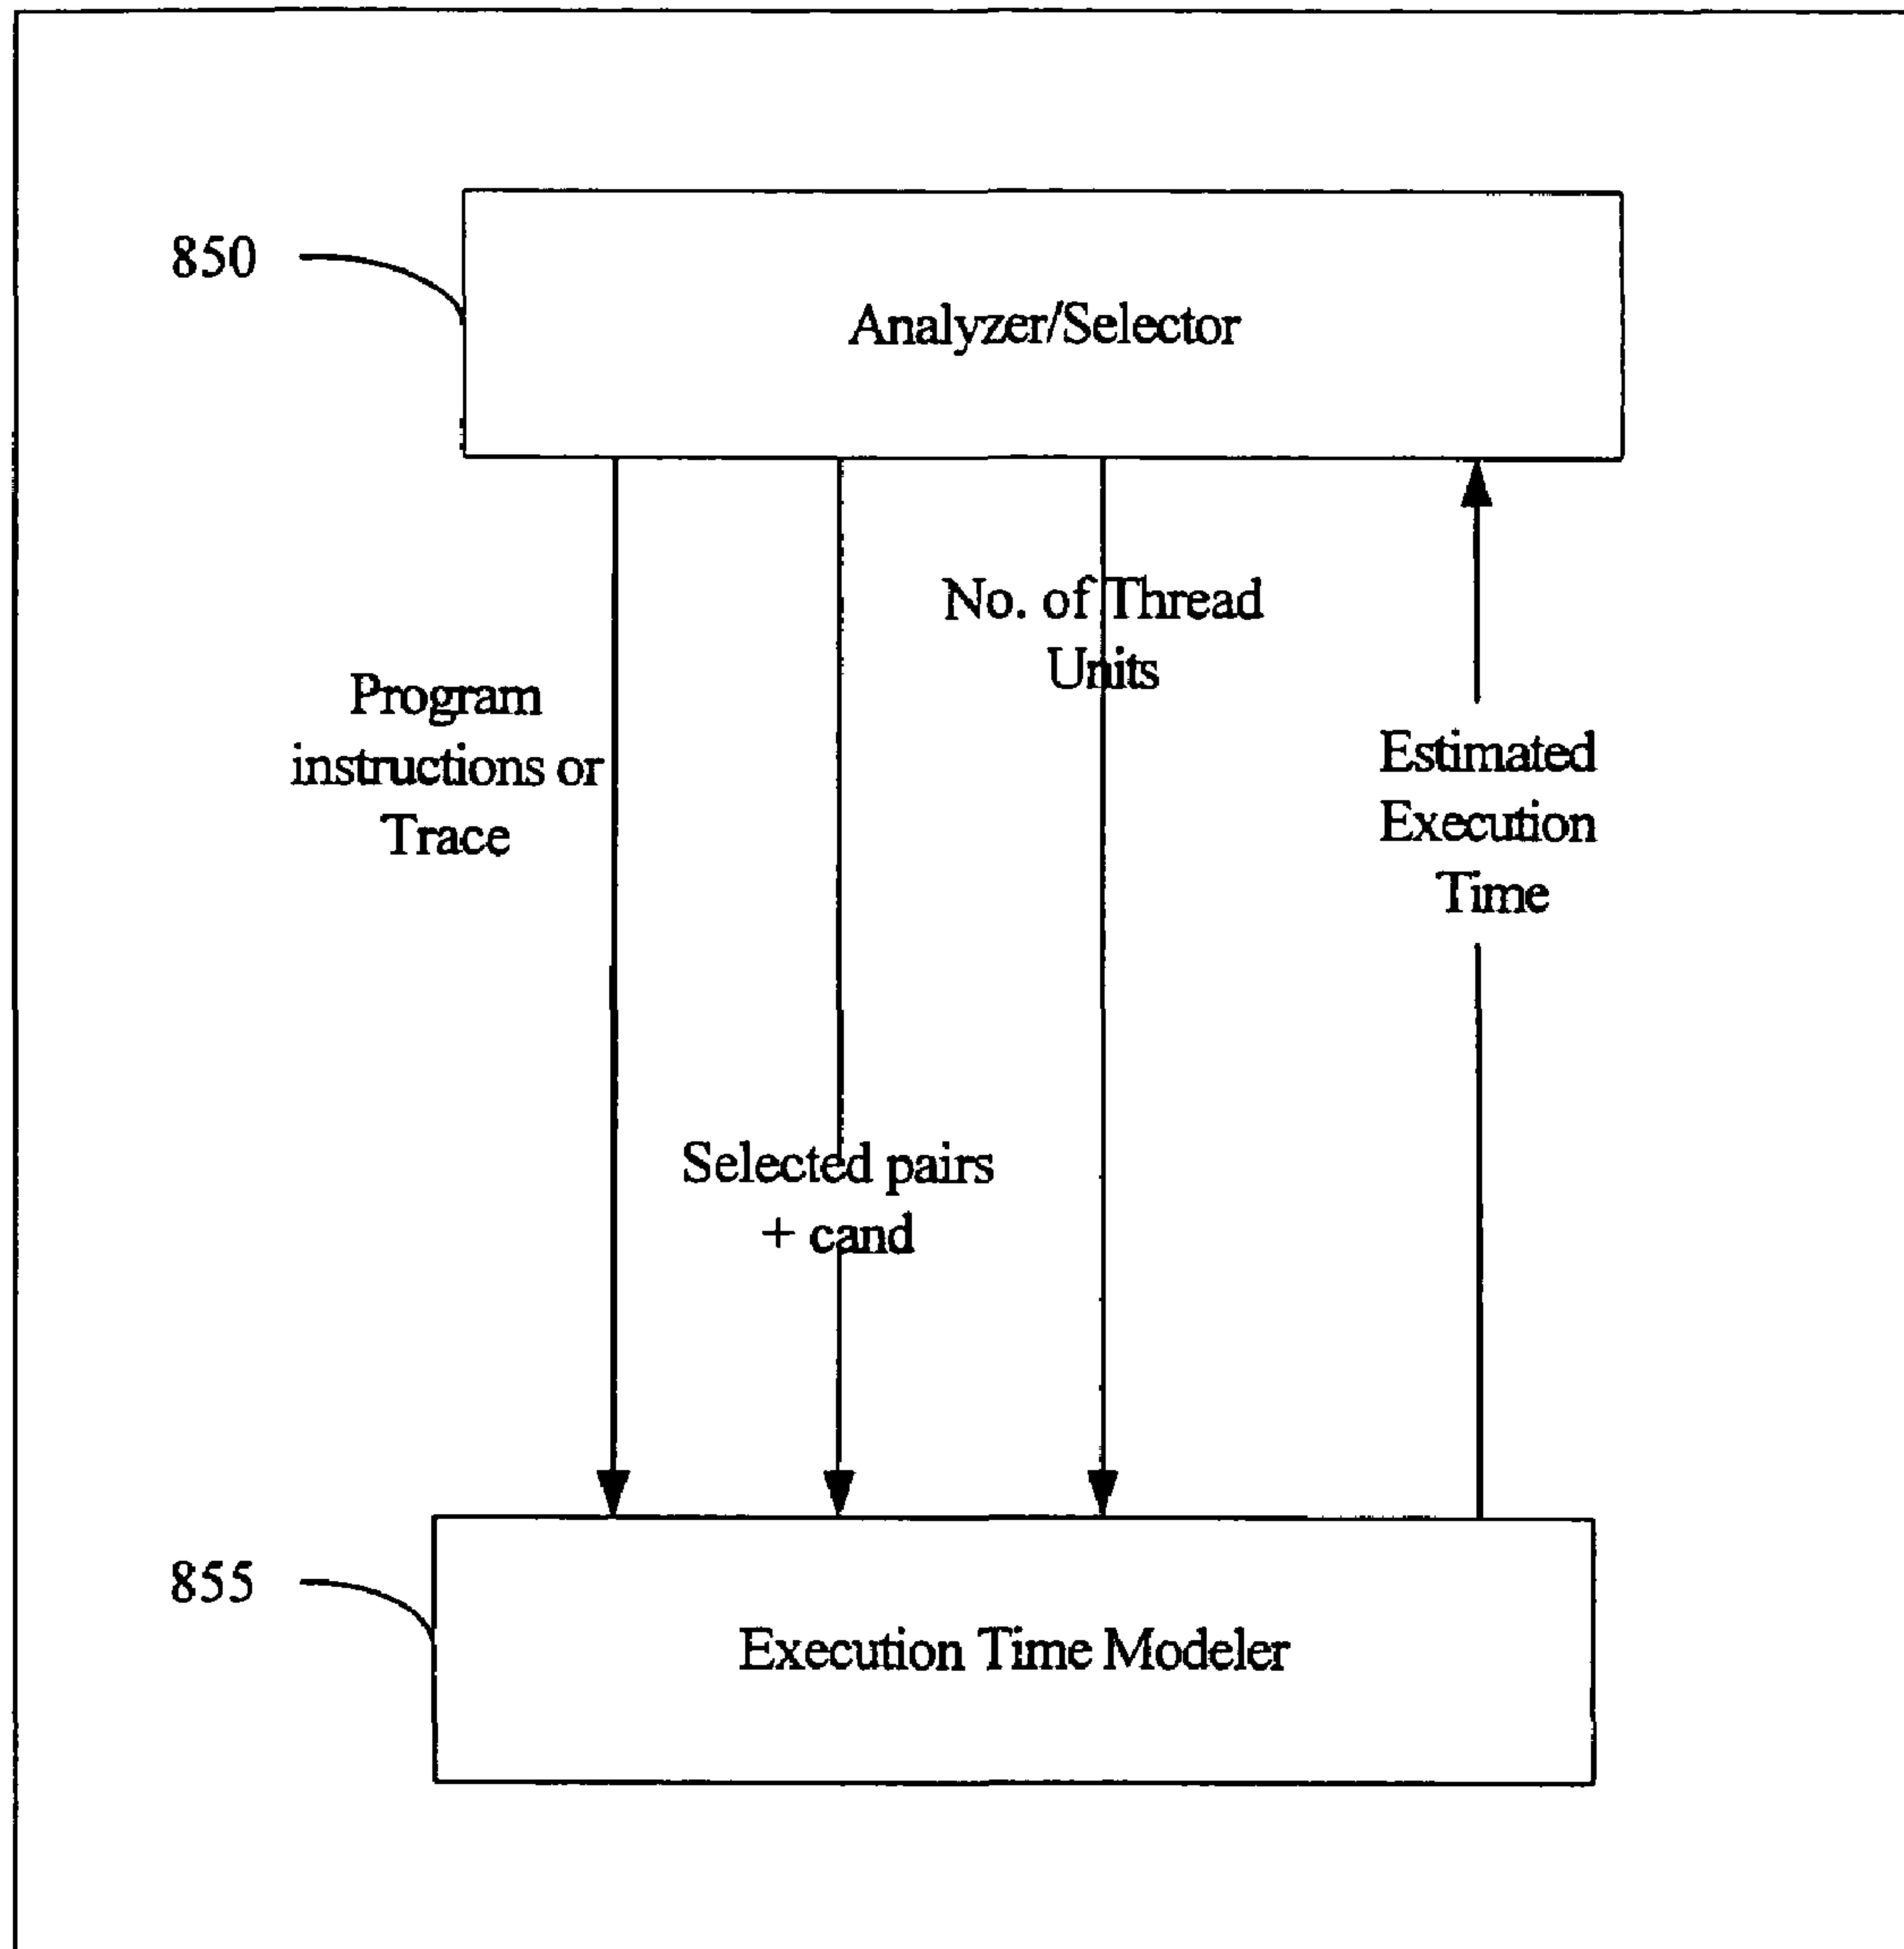 850
Analyzer/Selector
No. of Thread
Units
Program
instructions or
Trace
Estimated
Execution
Time
Selected pairs
+ cand
855
Execution Time Modeler